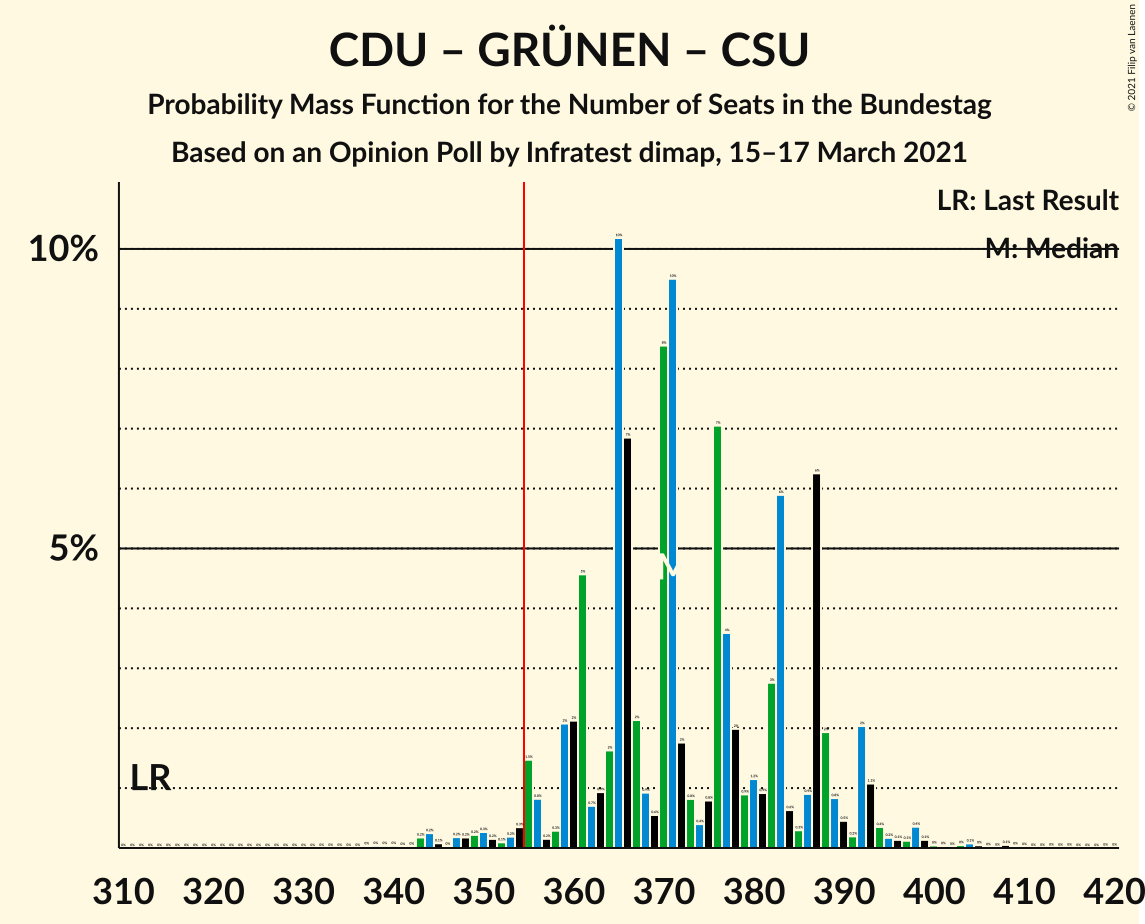 CDU – GRÜNEN – CSU
Probability Mass Function for the Number of Seats in the Bundestag
Based on an Opinion Poll by Infratest dimap, 15–17 March 2021
© 2021 Filip van Laenen
LR: Last Result
M: Median
10%
5%
M
LR
310 320 330 340 350 360 370 380 390 400 410 420